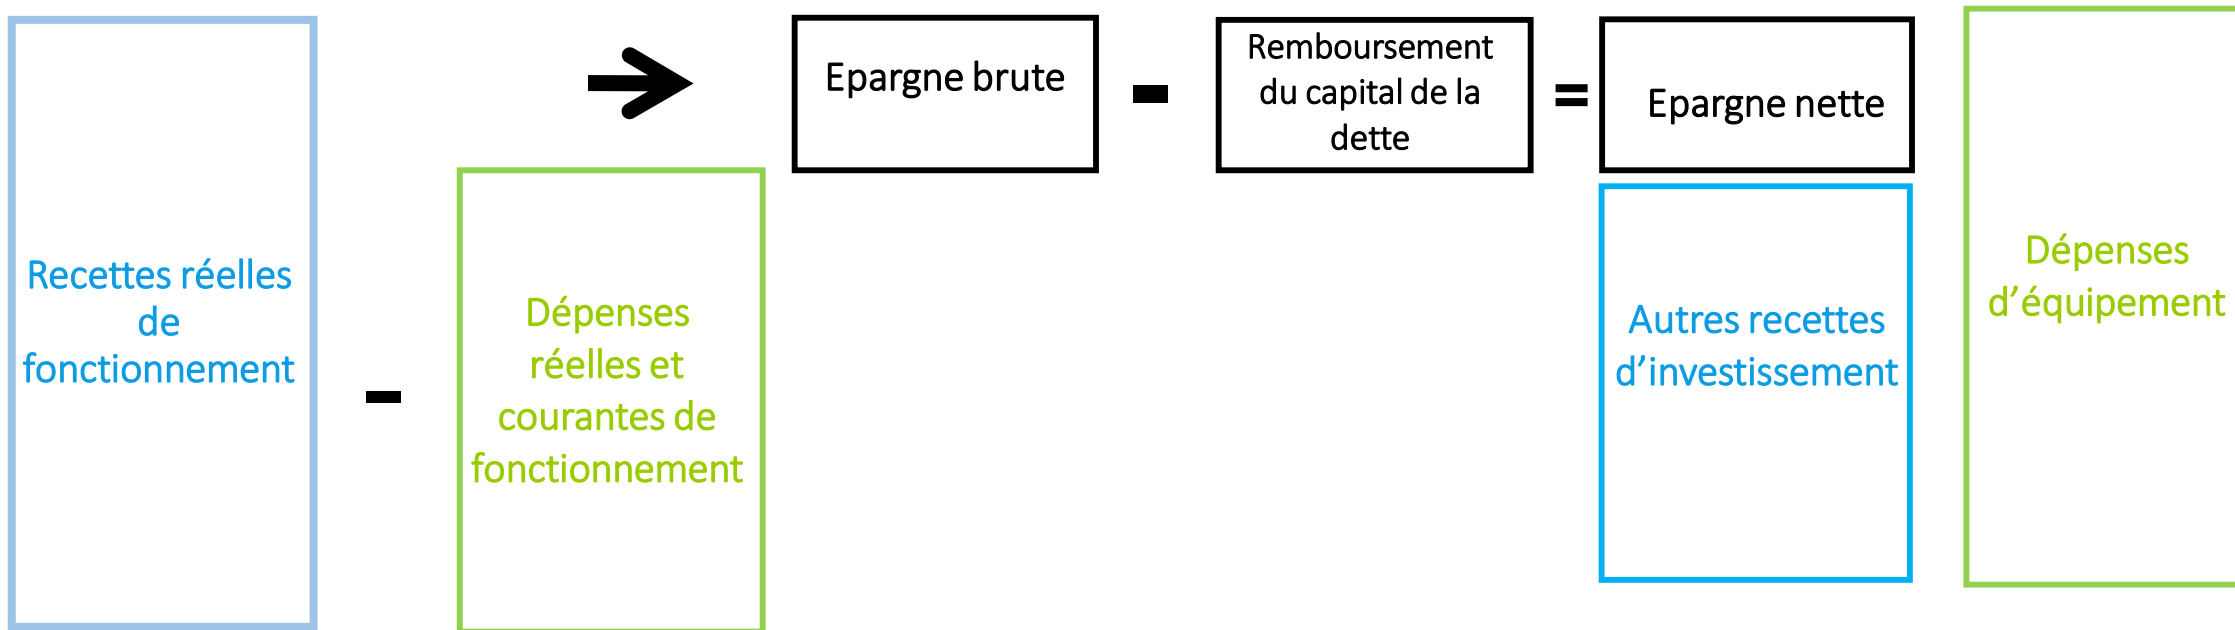 Recettes réelles
de
fonctionnement
-
Dépenses
réelles et
courantes de
fonctionnement
Epargne brute
-
Remboursement
du capital de la
dette
=
Epargne nette
Autres recettes
d’investissement
Dépenses
d’équipement